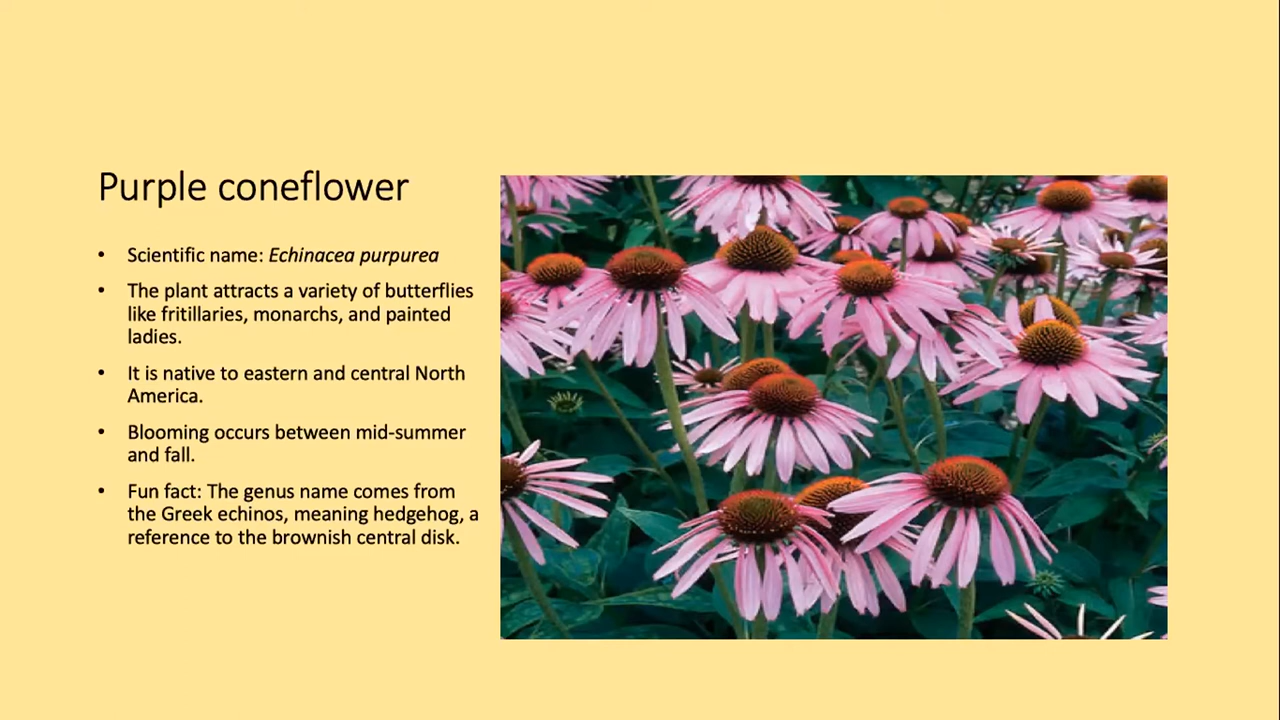 Purple coneflower
• Scientific name: Echinacea purpurea
• The plant attracts a variety of butterflies
like fritillaries, monarchs, and painted
ladies.
• It is native to eastern and central North
America.
• Blooming occurs between mid-summer
and fall.
• Fun fact: The genus name comes from
the Greek echinos, meaning hedgehog, a
reference to the brownish central disk.